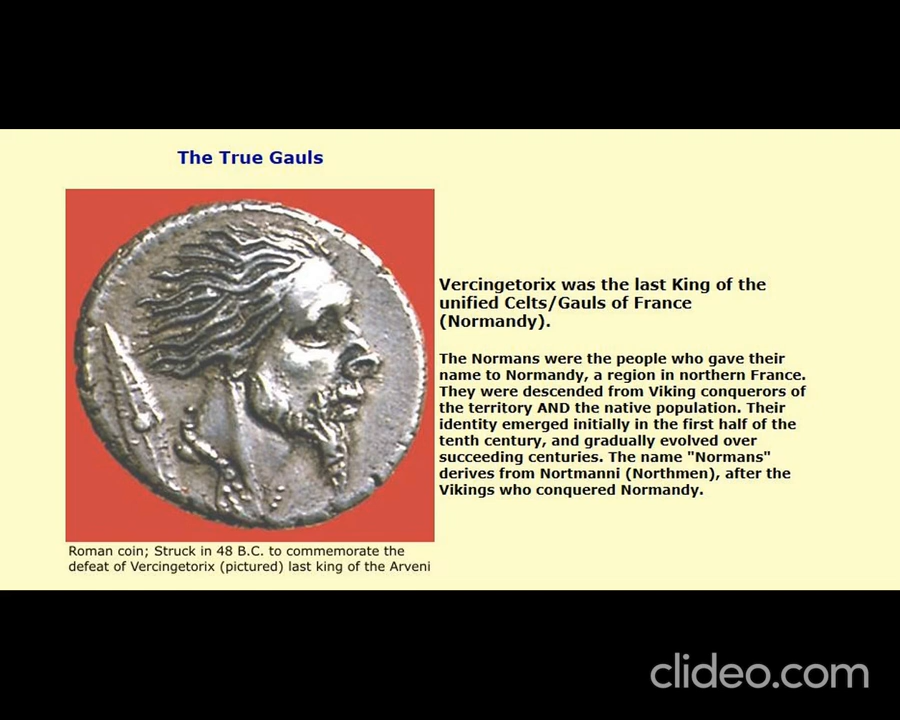 The True Gauls
Vercingetorix was the last King of the
unified Celts/Gauls of France
(Normandy).
The Normans were the people who gave their
name to Normandy, a region in northern France.
They were descended from Viking conquerors of
the territory AND the native population. Their
identity emerged initially in the first half of the
tenth century, and gradually evolved over
succeeding centuries. The name "Normans"
derives from Nortmanni (Northmen), after the
Vikings who conquered Normandy.
Roman coin; Struck in 48 B.C. to commemorate the
defeat of Vercingetorix (pictured) last king of the Arveni
clideo.com